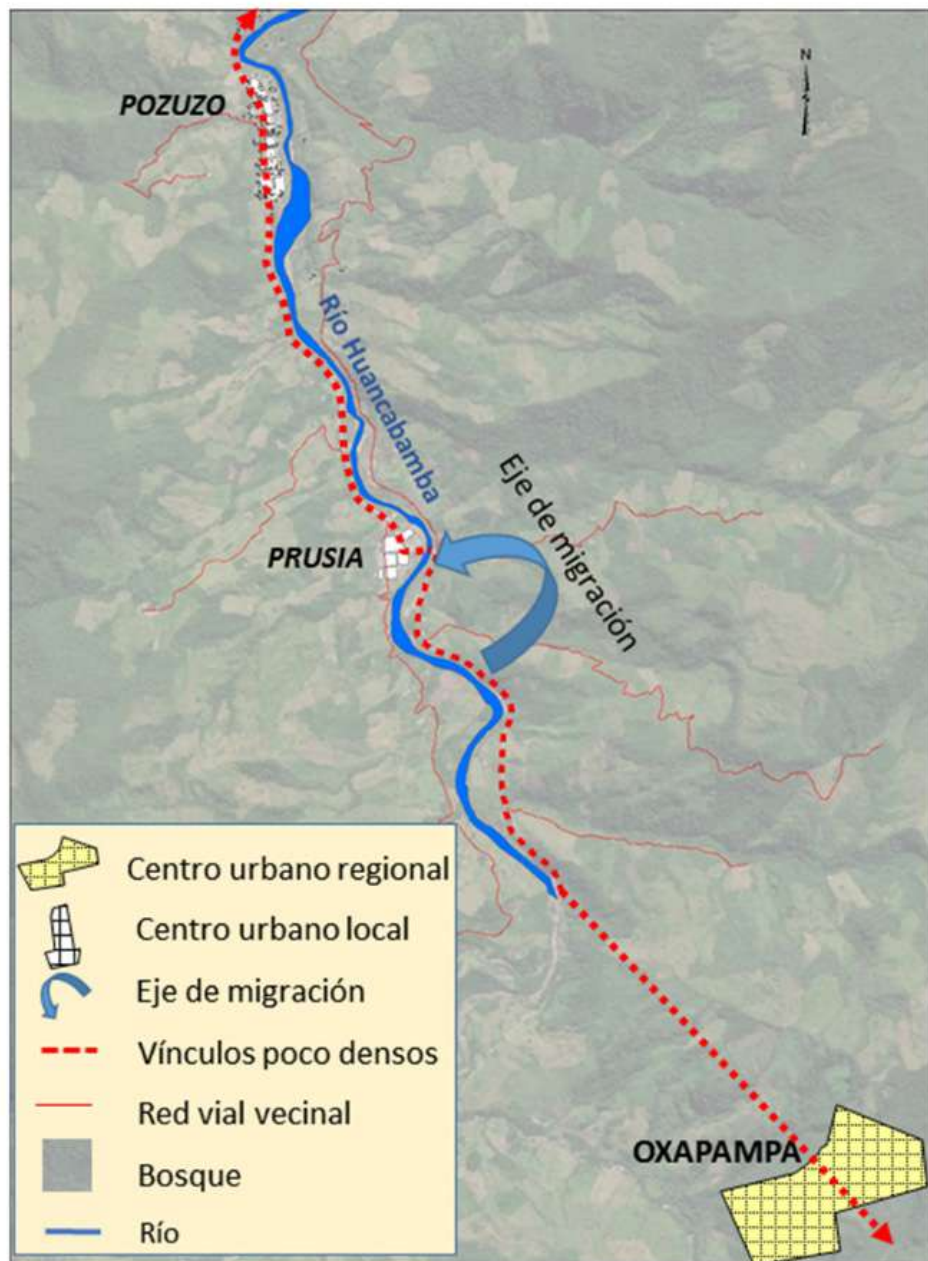 N
POZUZO
Río Huancabamba
Eje de migración
PRUSIA
Centro urbano regional
Centro urbano local
Eje de migración
Vínculos poco densos
Red vial vecinal
Bosque
Río
OXAPAMPA